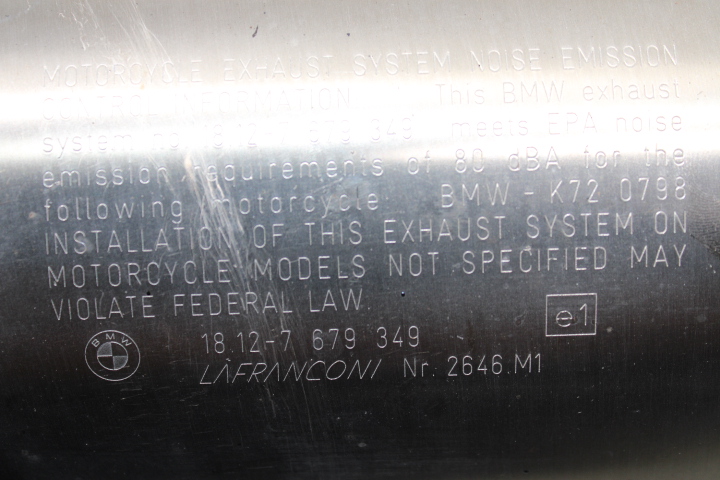 MOTORCYCLE EXHAUST SYSTEM NOISE EMISSION
CONTROL INFORMATION This BMW exhaust
system no. 18.12-7 679 349 meets EPA noise
emission requirements of 80 dBA for the
following motorcycle: BMW - K72 0798
INSTALLATION OF THIS EXHAUST SYSTEM ON
MOTORCYCLE MODELS NOT SPECIFIED MAY
VIOLATE FEDERAL LAW.
e1
BMW
18.12-7 679 349
LAFRANCONI Nr. 2646.M1